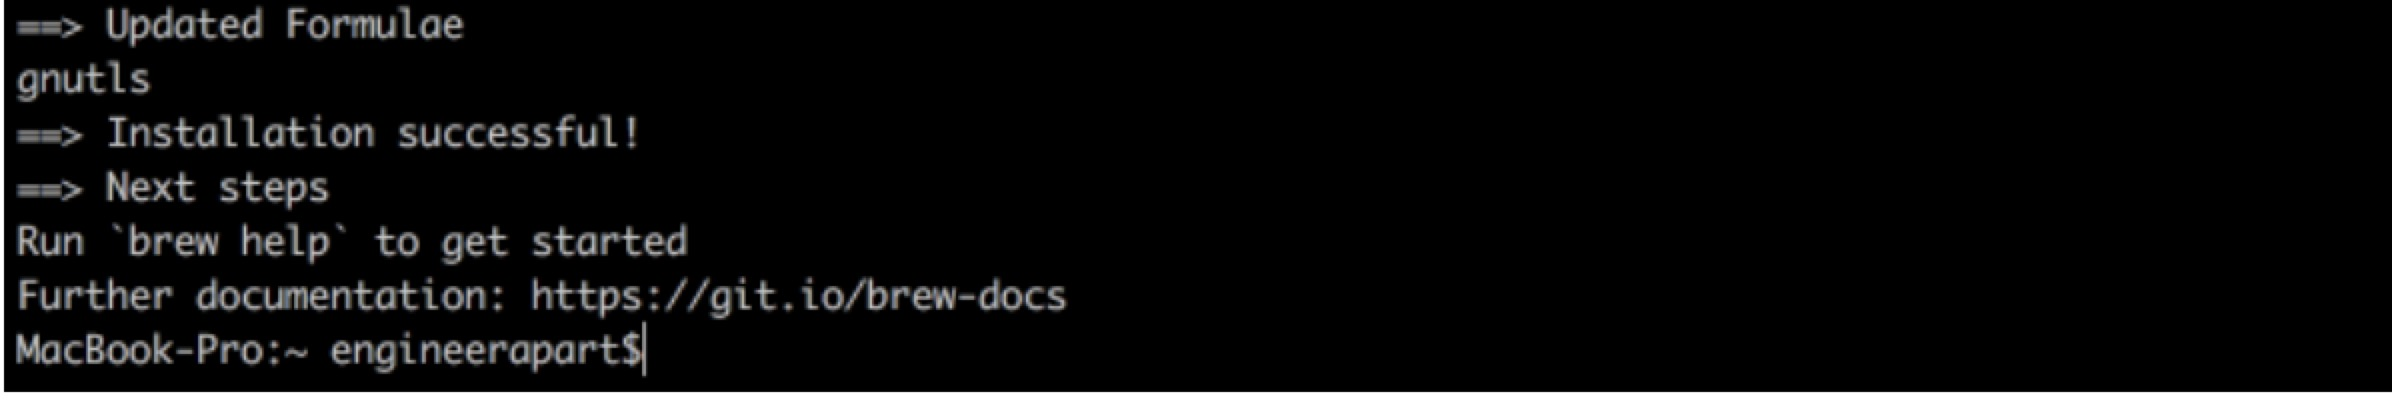 ==> Updated Formulae
gnutls
==> Installation successful!
==> Next steps
Run `brew help` to get started
Further documentation: https://git.io/brew-docs
MacBook-Pro:~ engineerapart$